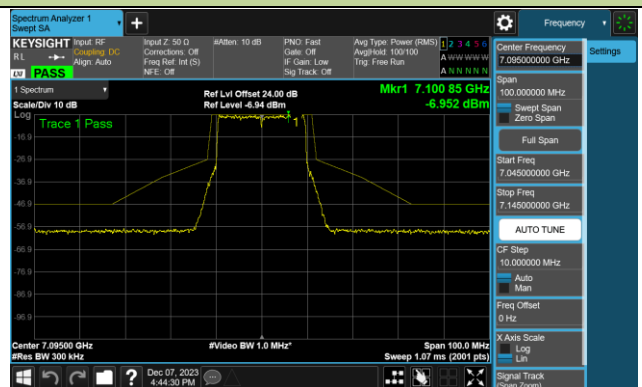 Spectrum Analyzer 1
Swept SA
Frequency
KEYSIGHT
RL
LXI
PASS
Input: RF
Coupling: DC
Align: Auto
Input Z: 50 Ω
Corrections: Off
Freq Ref: Int (S)
NFE: Off
#Atten: 10 dB
PNO: Fast
Gate: Off
IF Gain: Low
Sig Track: Off
Avg Type: Power (RMS)
Avg|Hold: 100/100
Trig: Free Run
1 2 3 4 5 6
A W W W W W
A N N N N N
1 Spectrum
Scale/Div 10 dB
Ref Lvl Offset 24.00 dB
Ref Level -6.94 dBm
Mkr1 7.100 85 GHz
-6.952 dBm
Log
Trace 1 Pass
1
-16.9
-26.9
-36.9
-46.9
-56.9
-66.9
-76.9
-86.9
-96.9
Center 7.09500 GHz
#Res BW 300 kHz
#Video BW 1.0 MHz*
Span 100.0 MHz
Sweep 1.07 ms (2001 pts)
Center Frequency
7.095000000 GHz
Settings
Span
100.000000 MHz
Swept Span
Zero Span
Full Span
Start Freq
7.045000000 GHz
Stop Freq
7.145000000 GHz
AUTO TUNE
CF Step
10.000000 MHz
Auto
Man
Freq Offset
0 Hz
X Axis Scale
Log
Lin
Signal Track
(Span Zoom)
?
Dec 07, 2023
4:44:30 PM